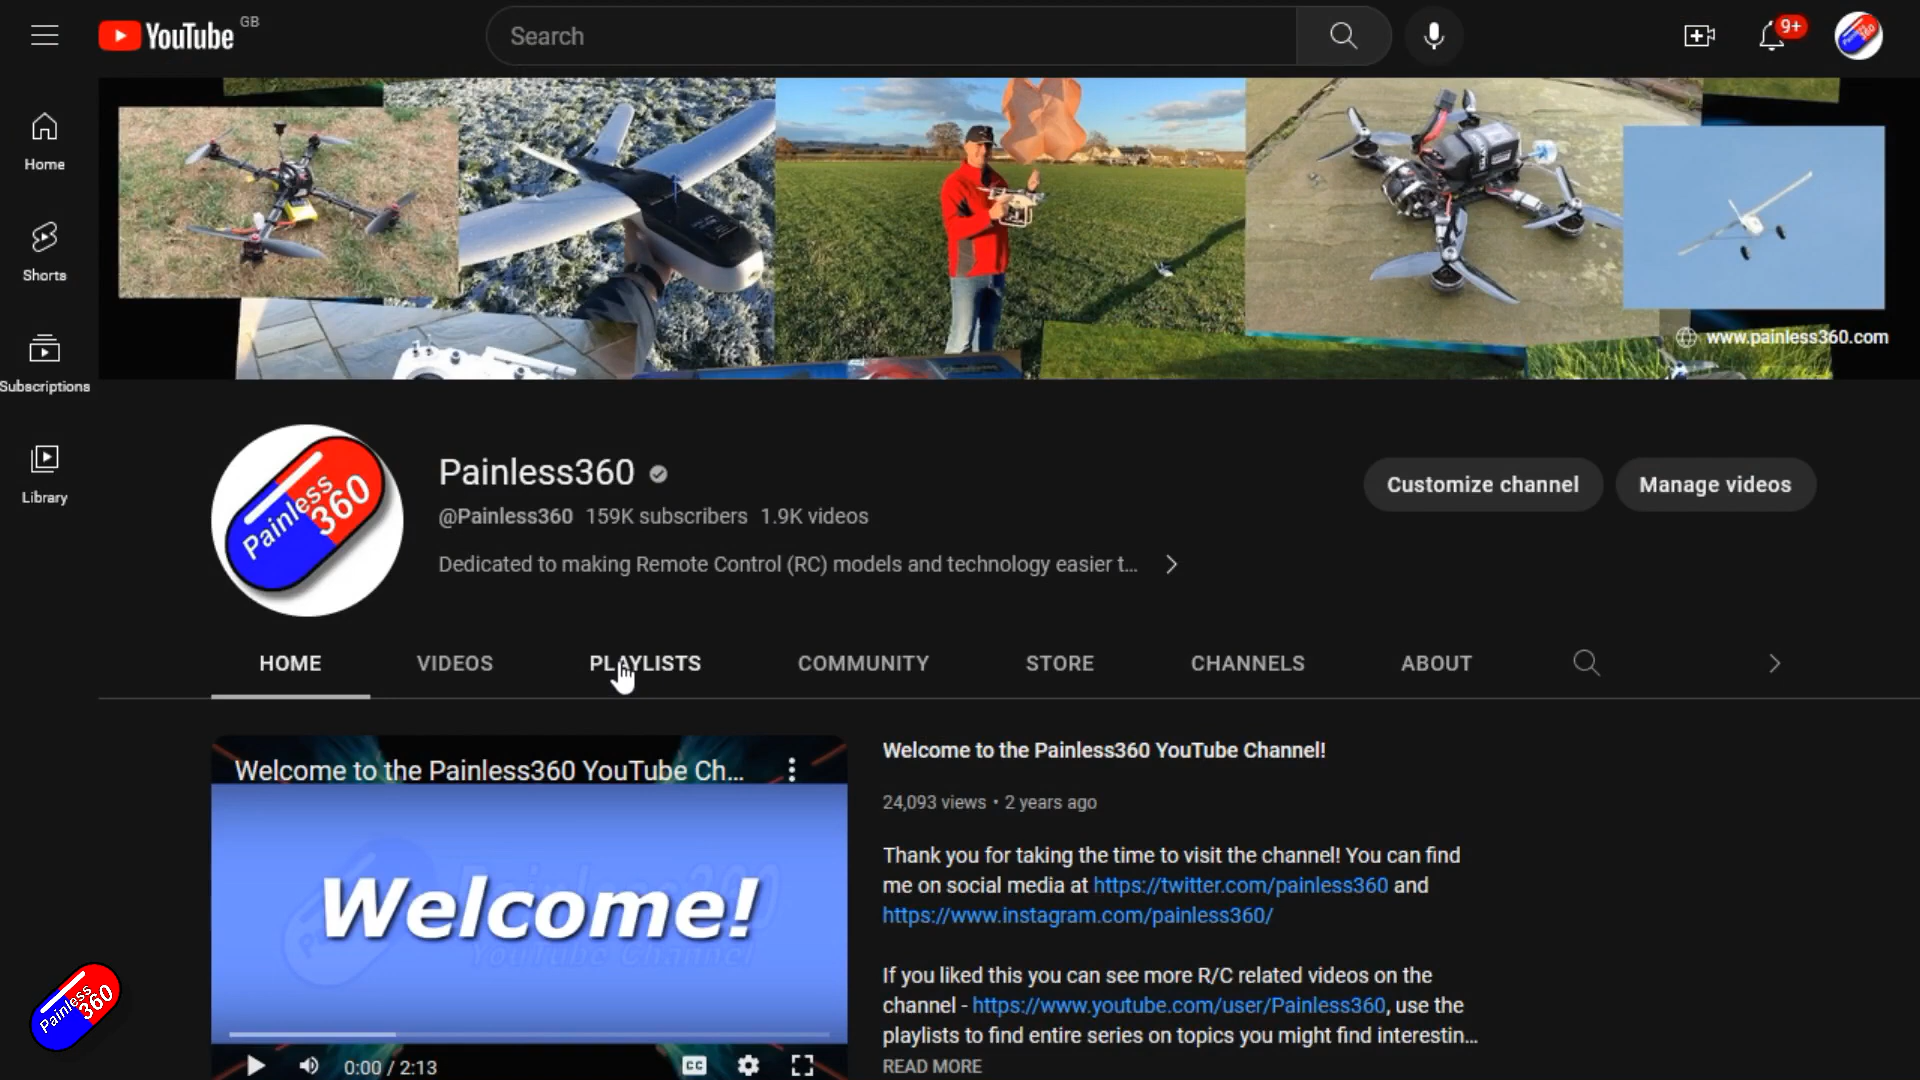 YouTube GB
Search
9+
Home
Shorts
Subscriptions
Library
www.painless360.com
Painless 360
Painless360
@Painless360 159K subscribers 1.9K videos
Dedicated to making Remote Control (RC) models and technology easier t...
Customize channel
Manage videos
HOME VIDEOS PLAYLISTS COMMUNITY STORE CHANNELS ABOUT
Welcome to the Painless360 YouTube Ch...
Welcome!
YouTube Channel
0:00 / 2:13
CC
Welcome to the Painless360 YouTube Channel!
24,093 views • 2 years ago
Thank you for taking the time to visit the channel! You can find
me on social media at https://twitter.com/painless360 and
https://www.instagram.com/painless360/
If you liked this you can see more R/C related videos on the
channel - https://www.youtube.com/user/Painless360, use the
playlists to find entire series on topics you might find interestin...
READ MORE
Painless 360